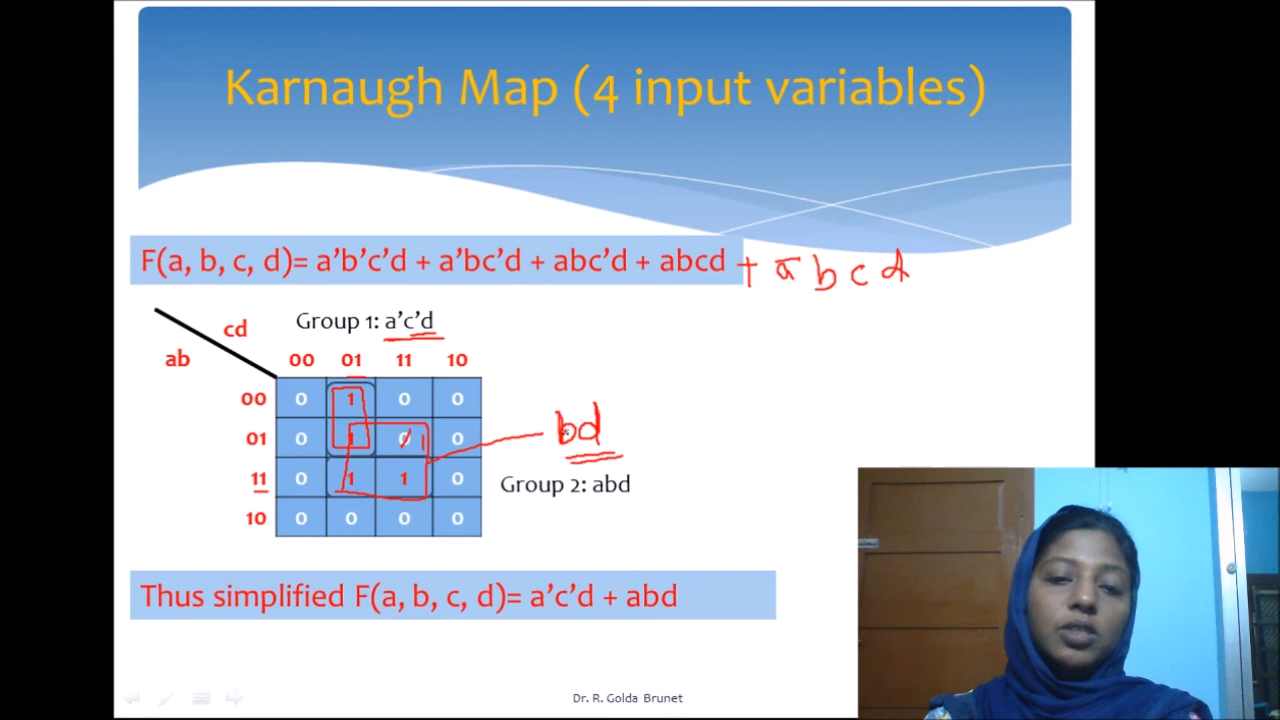 Karnaugh Map (4 input variables)
F(a, b, c, d)= a’b’c’d + a’bc’d + abc’d + abcd + a̅ b c d
cd
Group 1: a’c’d
ab
00 01 11 10
00 0 1 0 0
01 0 1 0 1 0
bd
11 0 1 1 0
Group 2: abd
10 0 0 0 0
Thus simplified F(a, b, c, d)= a’c’d + abd
Dr. R. Golda Brunet